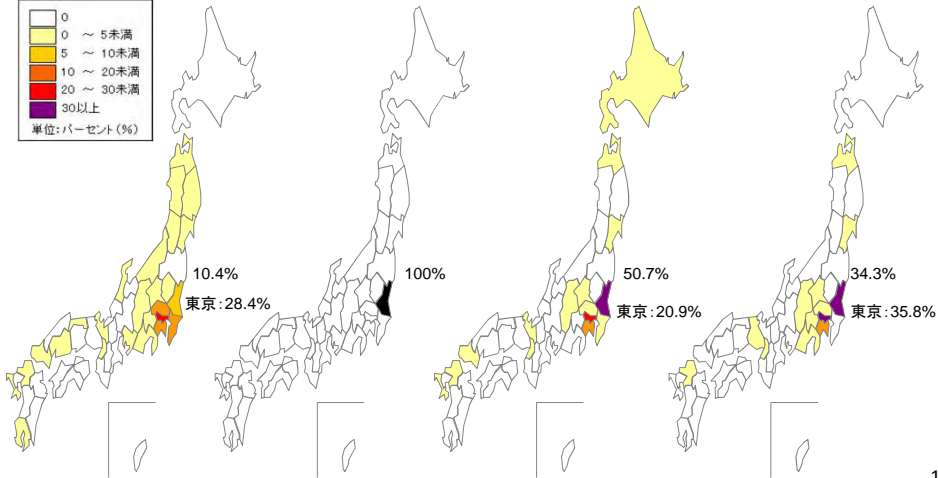 0
0 ～ 5未満
5 ～ 10未満
10 ～ 20未満
20 ～ 30未満
30以上
単位:パーセント(%)
10.4%
東京:28.4%
100%
50.7%
東京:20.9%
34.3%
東京:35.8%
1